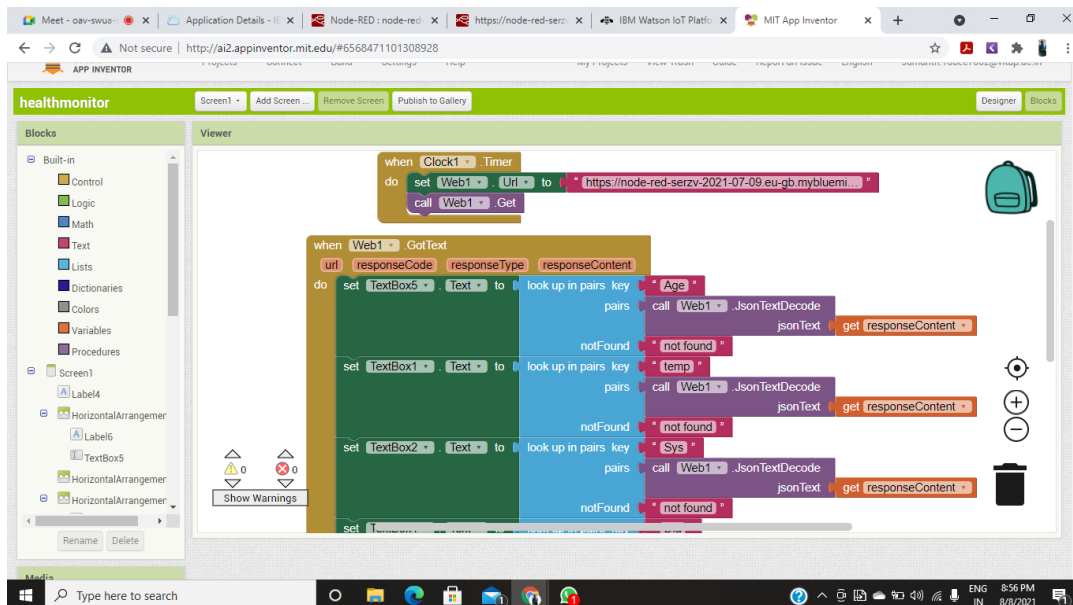 Meet - oav-swua- Application Details - IE Node-RED : node-red- https://node-red-serz IBM Watson IoT Platfo MIT App Inventor
Not secure | http://ai2.appinventor.mit.edu/#6568471101308928
APP INVENTOR
healthmonitor Screen1 Add Screen ... Remove Screen Publish to Gallery Designer Blocks
Blocks Viewer
Built-in
Control
Logic
Math
Text
Lists
Dictionaries
Colors
Variables
Procedures
Screen1
Label4
HorizontalArrangemer
Label6
TextBox5
HorizontalArrangemer
HorizontalArrangemer
Rename Delete
Media
when Clock1 .Timer
do set Web1 . Url to " https://node-red-serzv-2021-07-09.eu-gb.mybluemi... "
call Web1 .Get
when Web1 .GotText
url responseCode responseType responseContent
do set TextBox5 . Text to look up in pairs key " Age "
pairs call Web1 .JsonTextDecode
jsonText get responseContent
notFound " not found "
set TextBox1 . Text to look up in pairs key " temp "
pairs call Web1 .JsonTextDecode
jsonText get responseContent
notFound " not found "
set TextBox2 . Text to look up in pairs key " Sys "
pairs call Web1 .JsonTextDecode
jsonText get responseContent
notFound " not found "
set
0 0
Show Warnings
Type here to search
ENG 8:56 PM
IN 8/8/2021